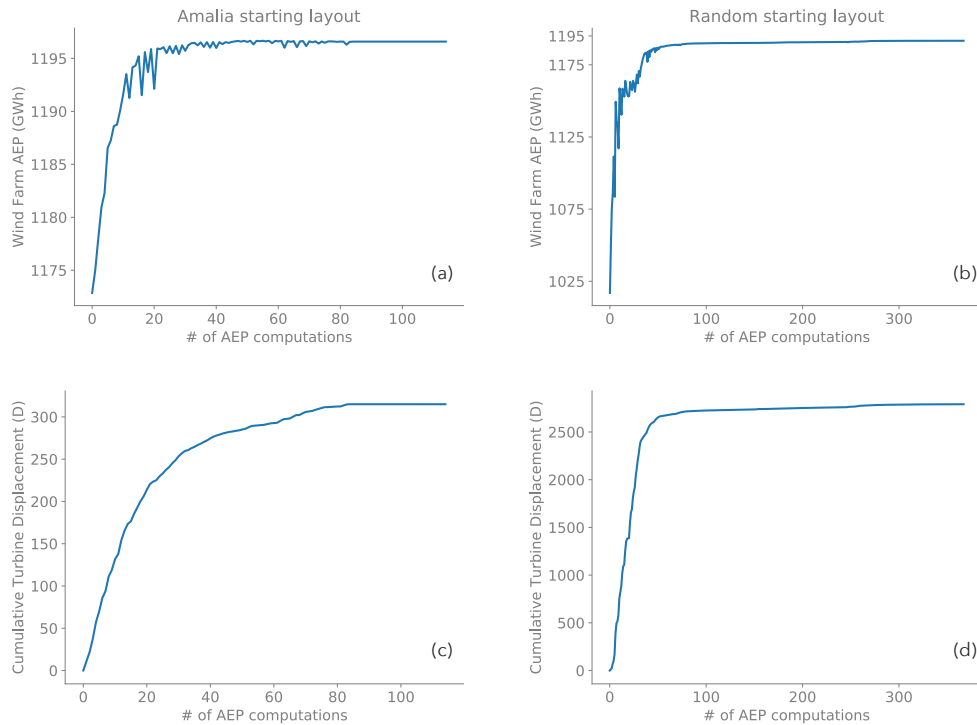 Amalia starting layout
Wind Farm AEP (GWh)
1195
1190
1185
1180
1175
(a)
0 20 40 60 80 100
# of AEP computations
Random starting layout
Wind Farm AEP (GWh)
1195
1175
1125
1075
1025
(b)
0 100 200 300
# of AEP computations
Cumulative Turbine Displacement (D)
300
250
200
150
100
50
0
(c)
0 20 40 60 80 100
# of AEP computations
Cumulative Turbine Displacement (D)
2500
2000
1500
1000
500
0
(d)
0 100 200 300
# of AEP computations